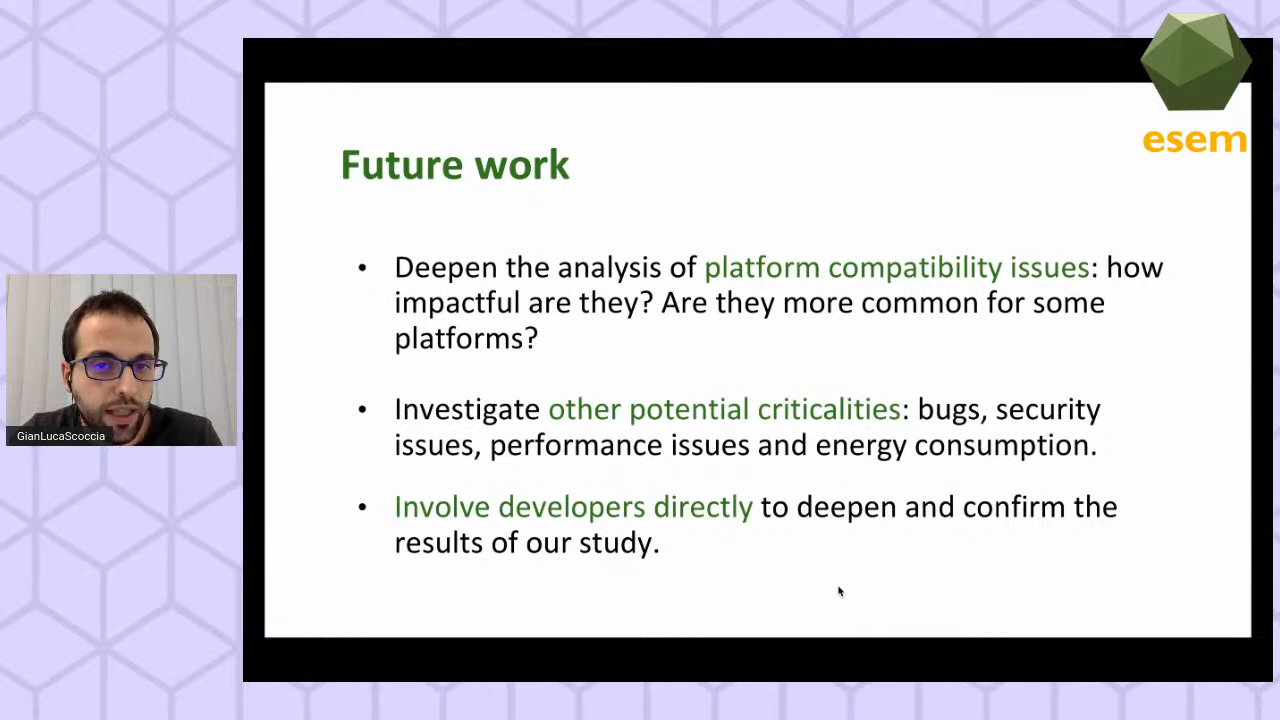 esem
Future work
• Deepen the analysis of platform compatibility issues: how
impactful are they? Are they more common for some
platforms?
• Investigate other potential criticalities: bugs, security
issues, performance issues and energy consumption.
• Involve developers directly to deepen and confirm the
results of our study.
GianLucaScoccia